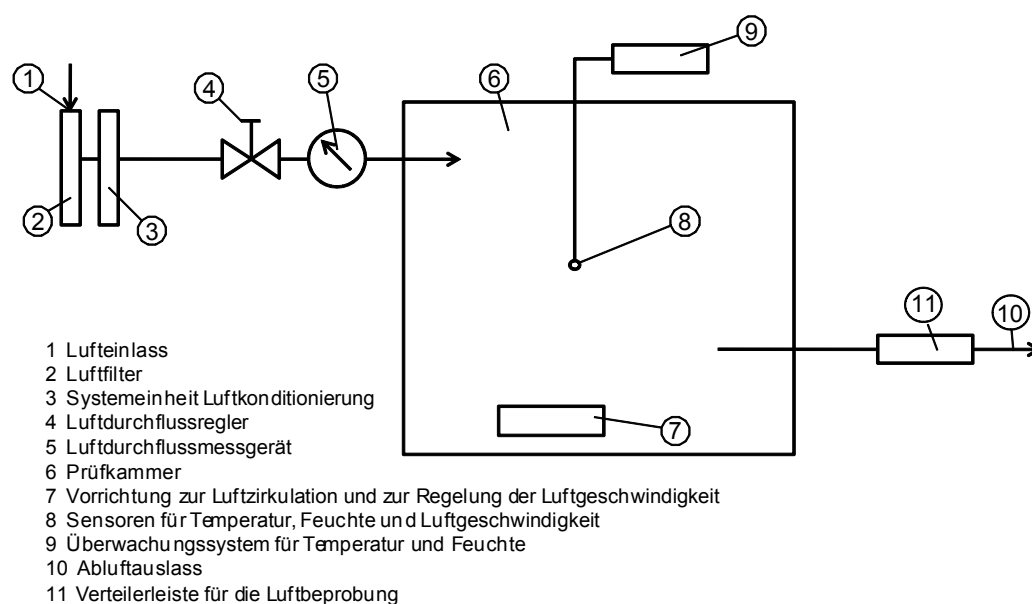 9
1
4
5
6
2
3
8
11
10
7
1 Lufteinlass
2 Luftfilter
3 Systemeinheit Luftkonditionierung
4 Luftdurchflussregler
5 Luftdurchflussmessgerät
6 Prüfkammer
7 Vorrichtung zur Luftzirkulation und zur Regelung der Luftgeschwindigkeit
8 Sensoren für Temperatur, Feuchte und Luftgeschwindigkeit
9 Überwachungssystem für Temperatur und Feuchte
10 Abluftauslass
11 Verteilerleiste für die Luftbeprobung